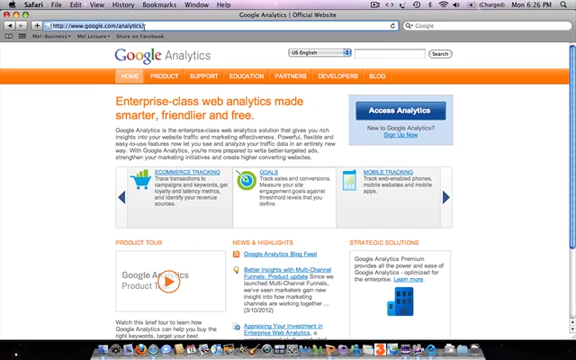 Safari File Edit View History Bookmarks Window Help
(Charged) Mon 6:26 PM
Google Analytics | Official Website
http://www.google.com/analytics/
Google
Mel-Business Mel Leisure Share on Facebook
Google Analytics
US English
Search
HOME PRODUCT SUPPORT EDUCATION PARTNERS DEVELOPERS BLOG
Enterprise-class web analytics made
smarter, friendlier and free.
Google Analytics is the enterprise-class web analytics solution that gives you rich
insights into your website traffic and marketing effectiveness. Powerful, flexible and
easy-to-use features now let you see and analyze your traffic data in an entirely new
way. With Google Analytics, you're more prepared to write better-targeted ads,
strengthen your marketing initiatives and create higher converting websites.
Access Analytics
New to Google Analytics?
Sign Up Now
ECOMMERCE TRACKING
Trace transactions to
campaigns and keywords, get
loyalty and latency metrics,
and identify your revenue
sources.
GOALS
Track sales and conversions.
Measure your site
engagement goals against
threshold levels that you
define.
MOBILE TRACKING
Track web-enabled phones,
mobile websites and mobile
apps.
PRODUCT TOUR
Google Analytics
Product T
Watch this brief tour to learn how
Google Analytics can help you buy the
right keywords, target your best
NEWS & HIGHLIGHTS
Google Analytics Blog Feed
Better insights with Multi-Channel
Funnels, Product update Since we
launched Multi-Channel
Funnels, we've seen marketers gain
new insight into how marketing
channels are working together ...
(3/10/2012)
Appraising Your Investment in
Enterprise Web Analytics
STRATEGIC SOLUTIONS
Google Analytics Premium
provides all the power and ease of
Google Analytics - optimized for
the enterprise. Learn more.